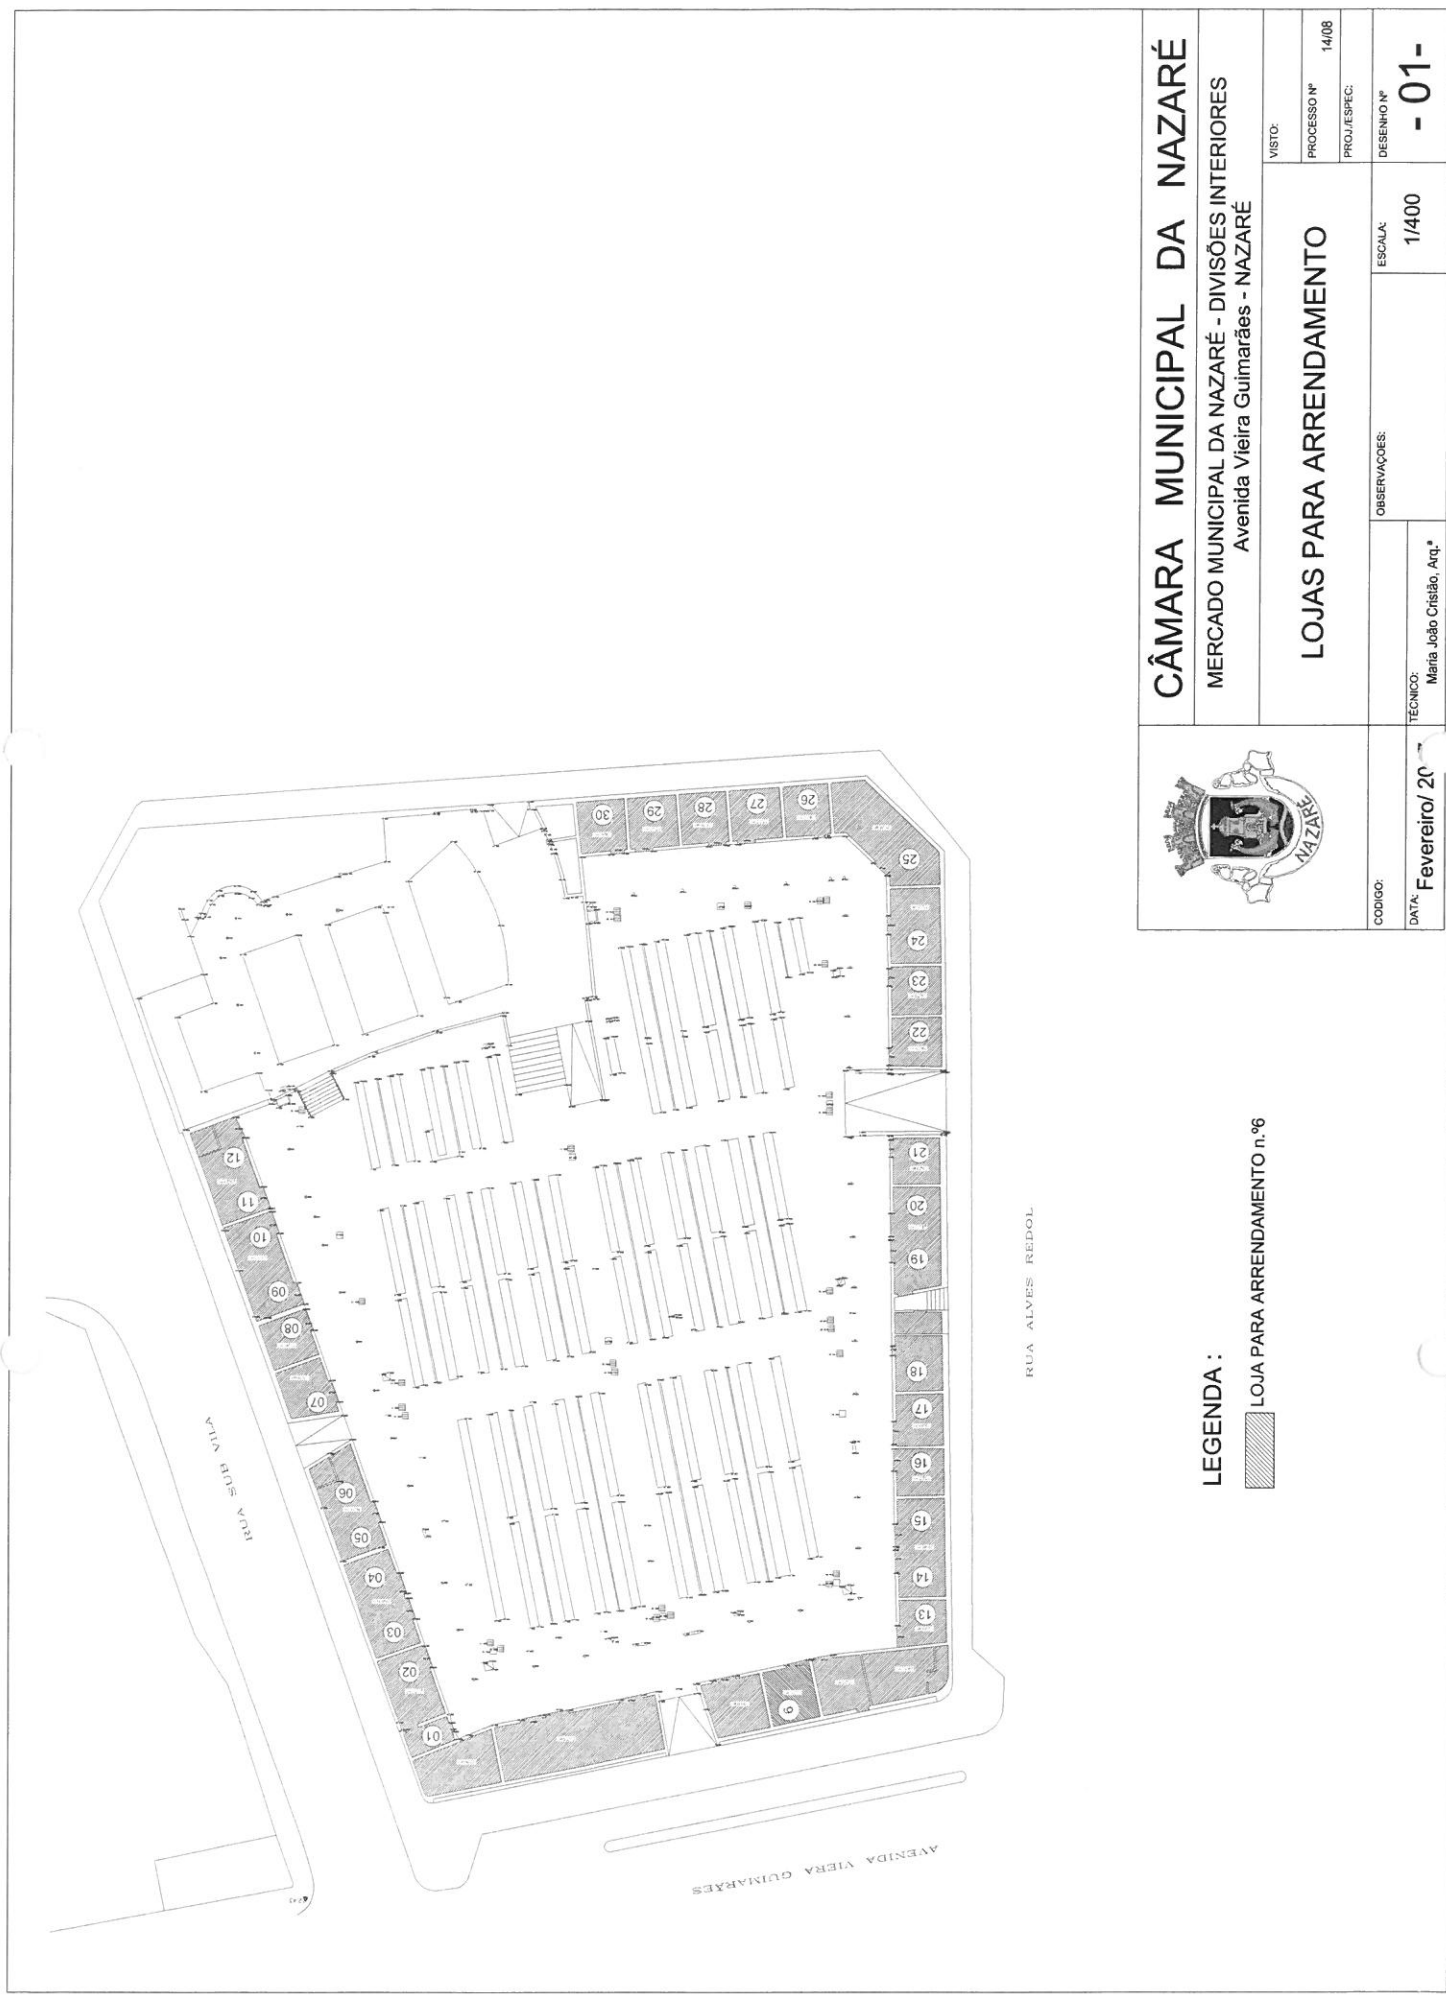 CÂMARA MUNICIPAL DA NAZARÉ
MERCADO MUNICIPAL DA NAZARÉ - DIVISÕES INTERIORES
Avenida Vieira Guimarães - NAZARÉ
LOJAS PARA ARRENDAMENTO
VISTO:
PROCESSO Nº 14/08
PROJ./ESPEC:
NAZARÉ
CODIGO:
OBSERVAÇOES:
ESCALA:
1/400
DESENHO Nº
- 01-
DATA: Fevereiro/ 20
TÉCNICO:
Maria João Cristão, Arq.ª
LEGENDA :
LOJA PARA ARRENDAMENTO n.º6
RUA SUB VILA
RUA ALVES REDOL
AVENIDA VIERA GUIMARÃES
01
02
03
04
05
06
07
08
09
10
11
12
13
14
15
16
17
18
19
20
21
22
23
24
25
26
27
28
29
30
6